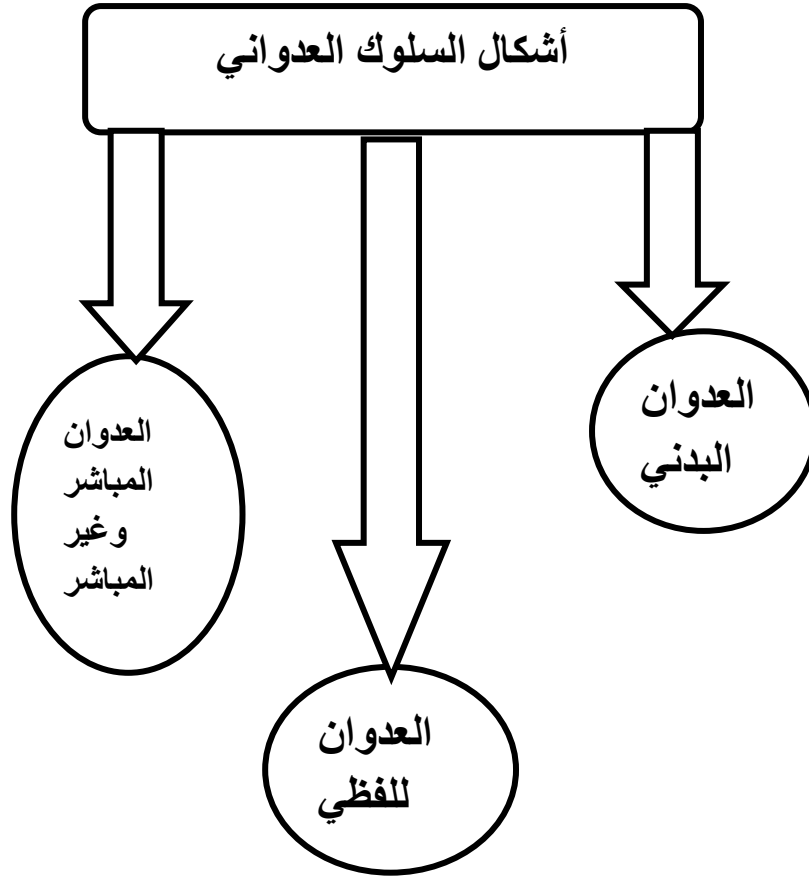 أشكال السلوك العدواني
العدوان
البدني
العدوان
للفظي
العدوان
المباشر
وغير
المباشر